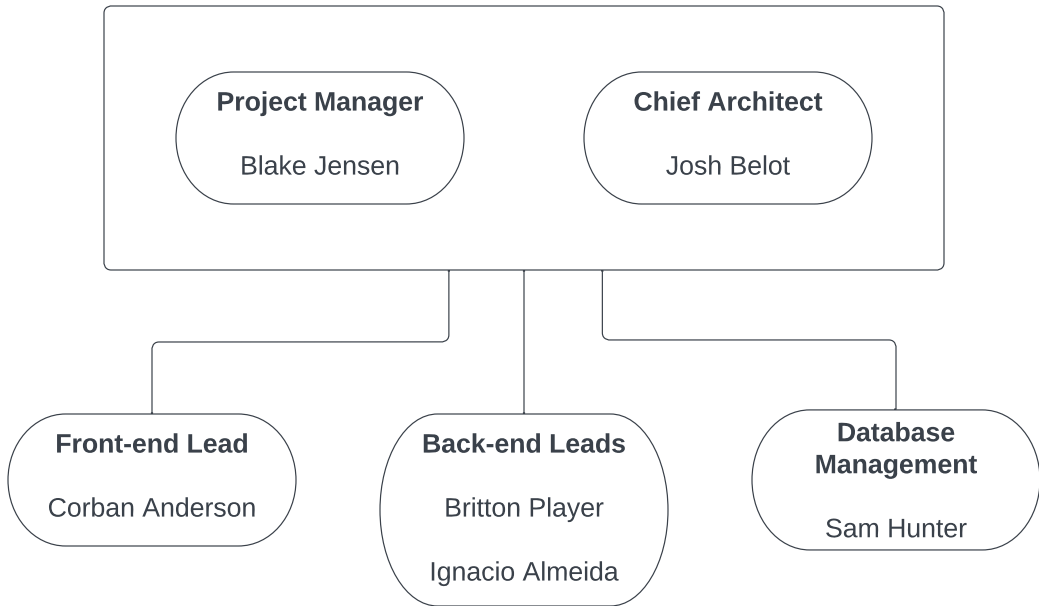 Project Manager
Blake Jensen
Chief Architect
Josh Belot
Front-end Lead
Corban Anderson
Back-end Leads
Britton Player
Ignacio Almeida
Database
Management
Sam Hunter